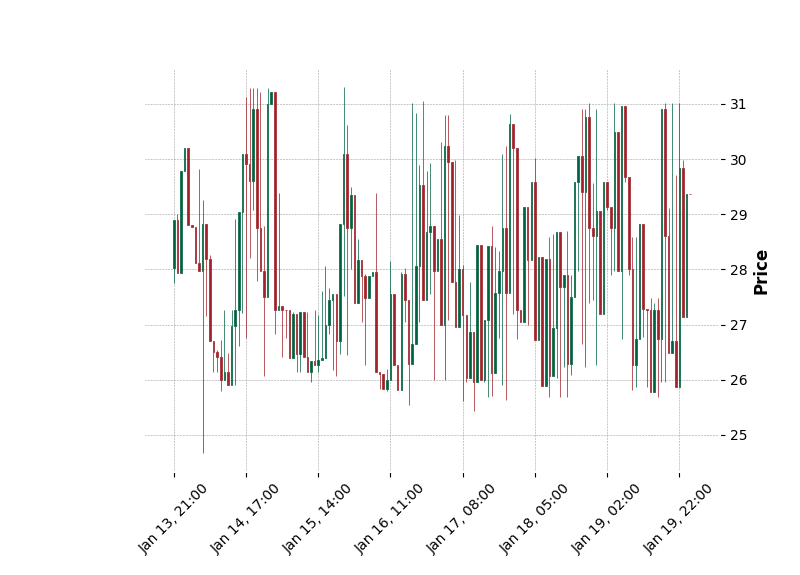 31
30
29
28
27
26
25
Price
Jan 13, 21:00
Jan 14, 17:00
Jan 15, 14:00
Jan 16, 11:00
Jan 17, 08:00
Jan 18, 05:00
Jan 19, 02:00
Jan 19, 22:00